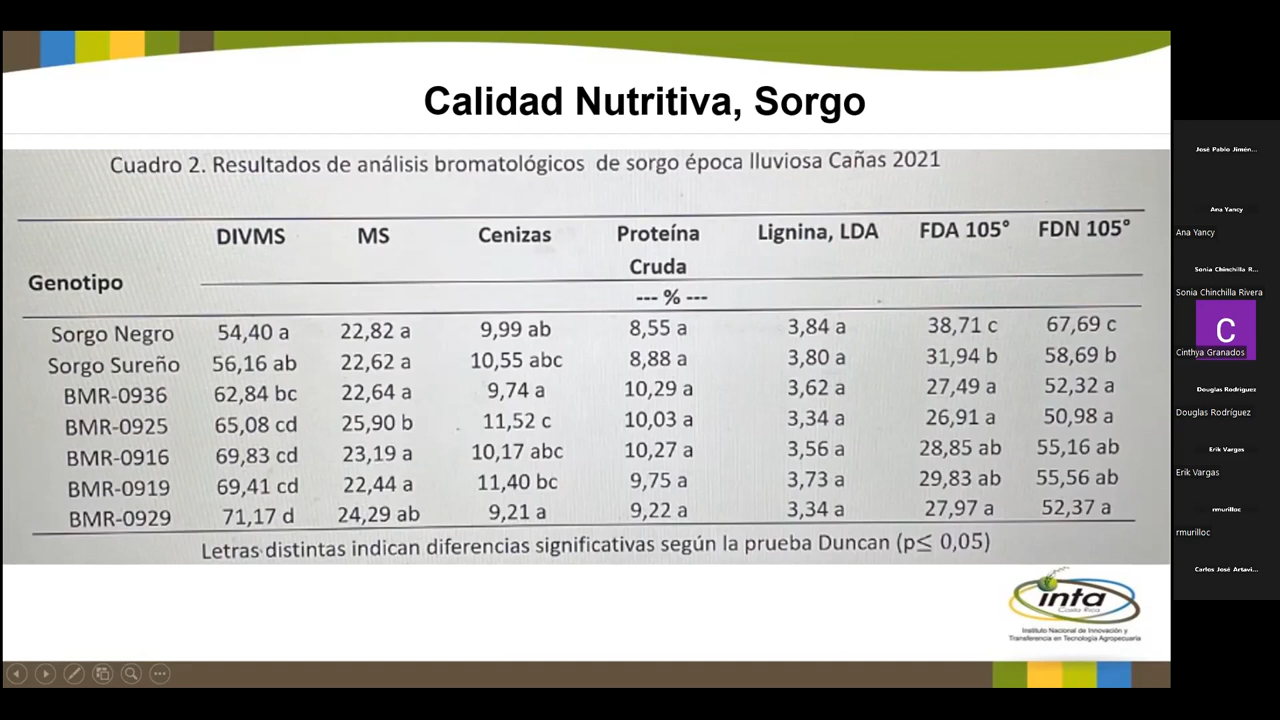 Calidad Nutritiva, Sorgo
Cuadro 2. Resultados de análisis bromatológicos de sorgo época lluviosa Cañas 2021
Genotipo DIVMS MS Cenizas Proteína Cruda Lignina, LDA FDA 105° FDN 105°
--- % ---
Sorgo Negro 54,40 a 22,82 a 9,99 ab 8,55 a 3,84 a 38,71 c 67,69 c
Sorgo Sureño 56,16 ab 22,62 a 10,55 abc 8,88 a 3,80 a 31,94 b 58,69 b
BMR-0936 62,84 bc 22,64 a 9,74 a 10,29 a 3,62 a 27,49 a 52,32 a
BMR-0925 65,08 cd 25,90 b 11,52 c 10,03 a 3,34 a 26,91 a 50,98 a
BMR-0916 69,83 cd 23,19 a 10,17 abc 10,27 a 3,56 a 28,85 ab 55,16 ab
BMR-0919 69,41 cd 22,44 a 11,40 bc 9,75 a 3,73 a 29,83 ab 55,56 ab
BMR-0929 71,17 d 24,29 ab 9,21 a 9,22 a 3,34 a 27,97 a 52,37 a
Letras distintas indican diferencias significativas según la prueba Duncan (p≤ 0,05)
inta
Costa Rica
Instituto Nacional de Innovación y
Transferencia en Tecnología Agropecuaria
José Pablo Jimén...
Ana Yancy
Ana Yancy
Sonia Chinchilla R...
Sonia Chinchilla Rivera
C
Cinthya Granados
Douglas Rodríguez
Douglas Rodríguez
Erik Vargas
Erik Vargas
rmurilloc
rmurilloc
Carlos José Artavi...